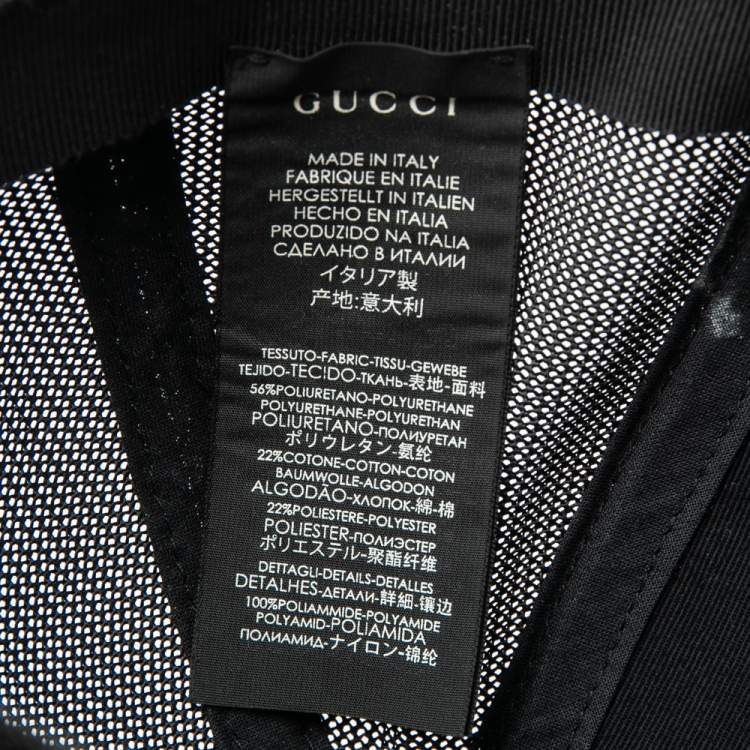 GUCCI
MADE IN ITALY
FABRIQUE EN ITALIE
HERGESTELLT IN ITALIEN
HECHO EN ITALIA
PRODUZIDO NA ITALIA
СДЕЛАНО В ИТАЛИИ
イタリア製
产地:意大利
TESSUTO-FABRIC-TISSU-GEWEBE
TEJIDO-TECIDO-ТКАНЬ-表地-面料
56%POLIURETANO-POLYURETHANE
POLYURETHANE-POLYURETHAN
POLIURETANO-ПОЛИУРЕТАН
ポリウレタン-氨纶
22%COTONE-COTTON-COTON
BAUMWOLLE-ALGODON
ALGODÃO-ХЛОПОК-綿-棉
22%POLIESTERE-POLYESTER
POLIESTER-ПОЛИЭСТЕР
ポリエステル-聚酯纤维
DETTAGLI-DETAILS-DETALLES
DETALHES-ДЕТАЛИ-詳細-镶边
100%POLIAMMIDE-POLYAMIDE
POLYAMID-POLIAMIDA
ПОЛИАМИД-ナイロン-锦纶